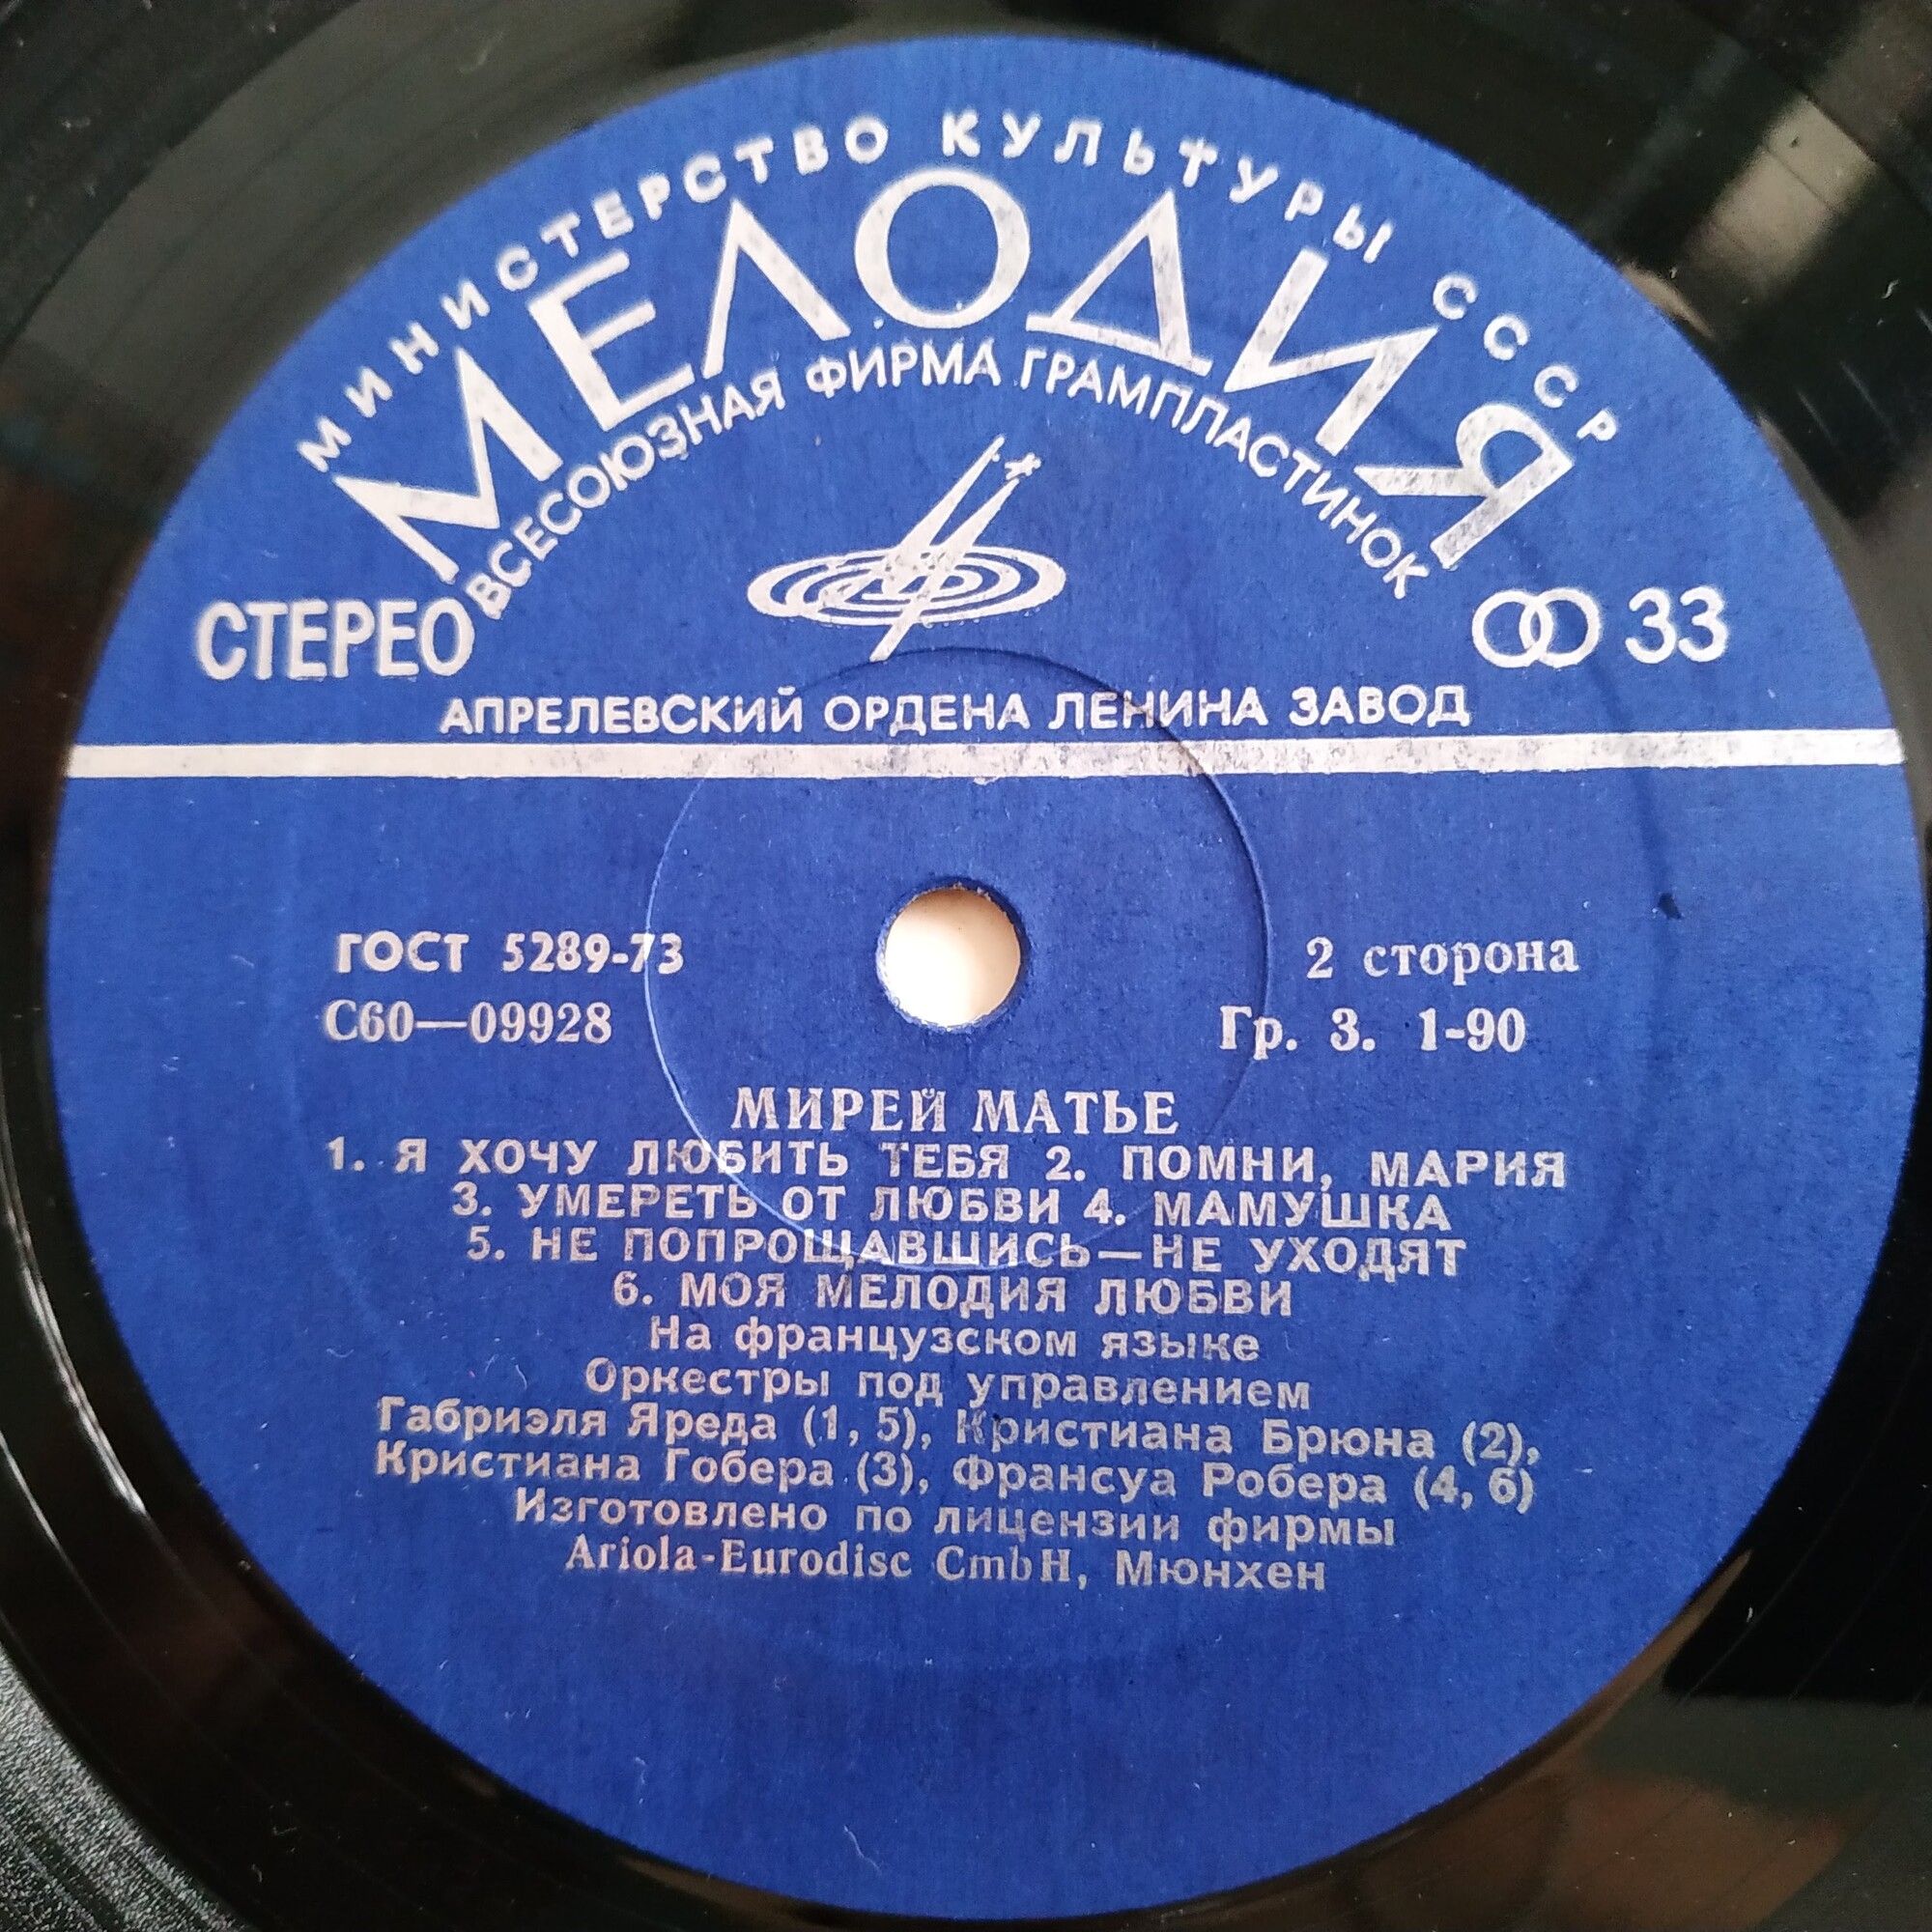 МИНИСТЕРСТВО КУЛЬТУРЫ СССР
МЕЛОДИЯ
ВСЕСОЮЗНАЯ ФИРМА ГРАМПЛАСТИНОК
СТЕРЕО
33
АПРЕЛЕВСКИЙ ОРДЕНА ЛЕНИНА ЗАВОД
ГОСТ 5289-73
2 сторона
С60—09928
Гр. 3. 1-90
МИРЕЙ МАТЬЕ
1. Я ХОЧУ ЛЮБИТЬ ТЕБЯ 2. ПОМНИ, МАРИЯ
3. УМЕРЕТЬ ОТ ЛЮБВИ 4. МАМУШКА
5. НЕ ПОПРОЩАВШИСЬ—НЕ УХОДЯТ
6. МОЯ МЕЛОДИЯ ЛЮБВИ
На французском языке
Оркестры под управлением
Габриэля Яреда (1, 5), Кристиана Брюна (2),
Кристиана Гобера (3), Франсуа Робера (4, 6)
Изготовлено по лицензии фирмы
Ariola-Eurodisc CmbH, Мюнхен